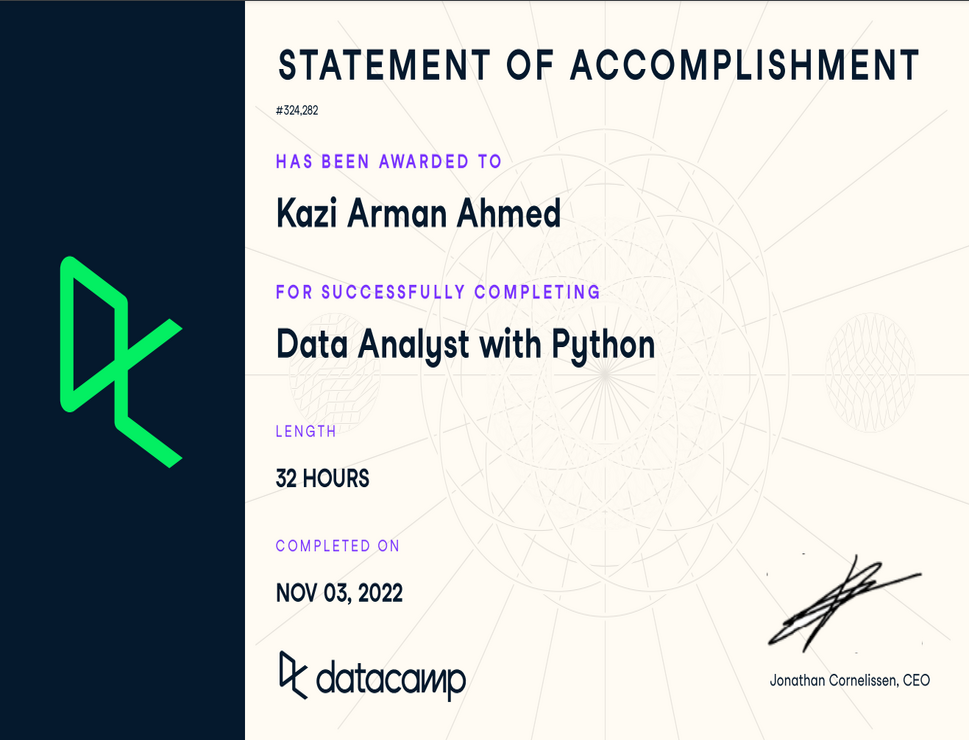 STATEMENT OF ACCOMPLISHMENT
#324,282
HAS BEEN AWARDED TO
Kazi Arman Ahmed
FOR SUCCESSFULLY COMPLETING
Data Analyst with Python
LENGTH
32 HOURS
COMPLETED ON
NOV 03, 2022
datacamp
Jonathan Cornelissen, CEO